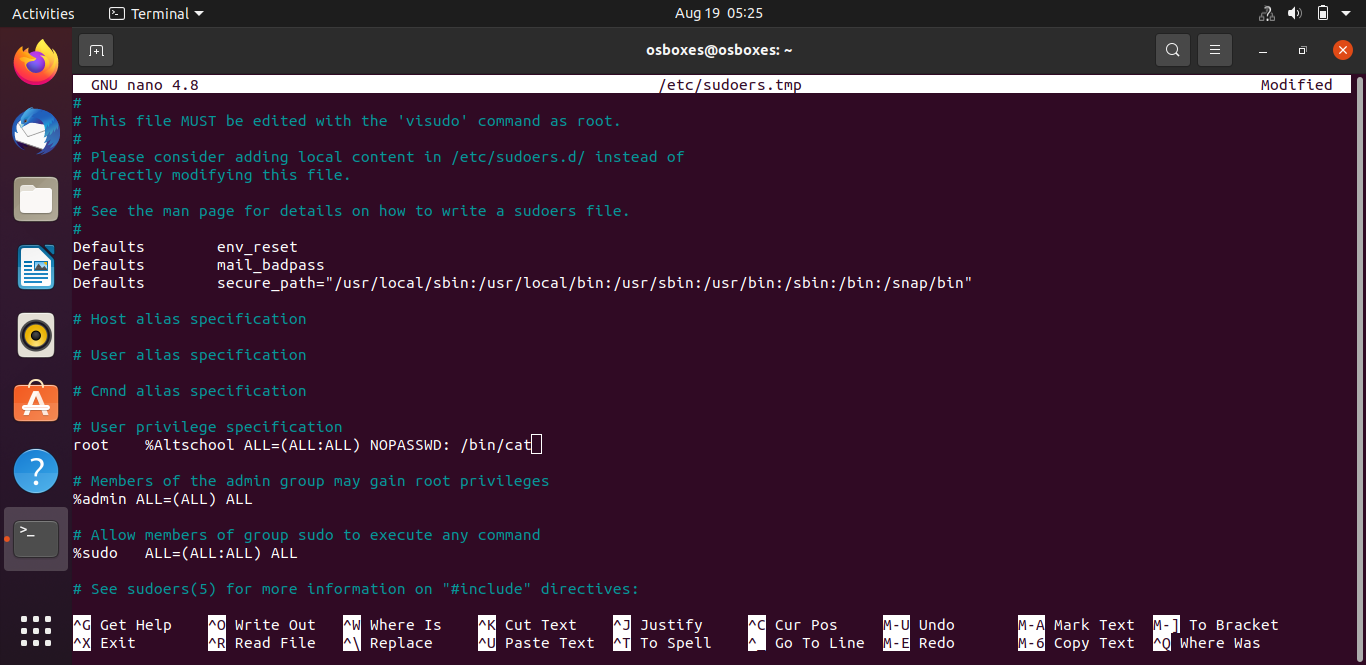 Activities Terminal Aug 19 05:25
osboxes@osboxes: ~
GNU nano 4.8 /etc/sudoers.tmp Modified
#
# This file MUST be edited with the 'visudo' command as root.
#
# Please consider adding local content in /etc/sudoers.d/ instead of
# directly modifying this file.
#
# See the man page for details on how to write a sudoers file.
#
Defaults env_reset
Defaults mail_badpass
Defaults secure_path="/usr/local/sbin:/usr/local/bin:/usr/sbin:/usr/bin:/sbin:/bin:/snap/bin"
# Host alias specification
# User alias specification
# Cmnd alias specification
# User privilege specification
root %Altschool ALL=(ALL:ALL) NOPASSWD: /bin/cat
# Members of the admin group may gain root privileges
%admin ALL=(ALL) ALL
# Allow members of group sudo to execute any command
%sudo ALL=(ALL:ALL) ALL
# See sudoers(5) for more information on "#include" directives:
^G Get Help ^O Write Out ^W Where Is ^K Cut Text ^J Justify ^C Cur Pos M-U Undo M-A Mark Text M-] To Bracket
^X Exit ^R Read File ^\ Replace ^U Paste Text ^T To Spell ^_ Go To Line M-E Redo M-6 Copy Text ^Q Where Was